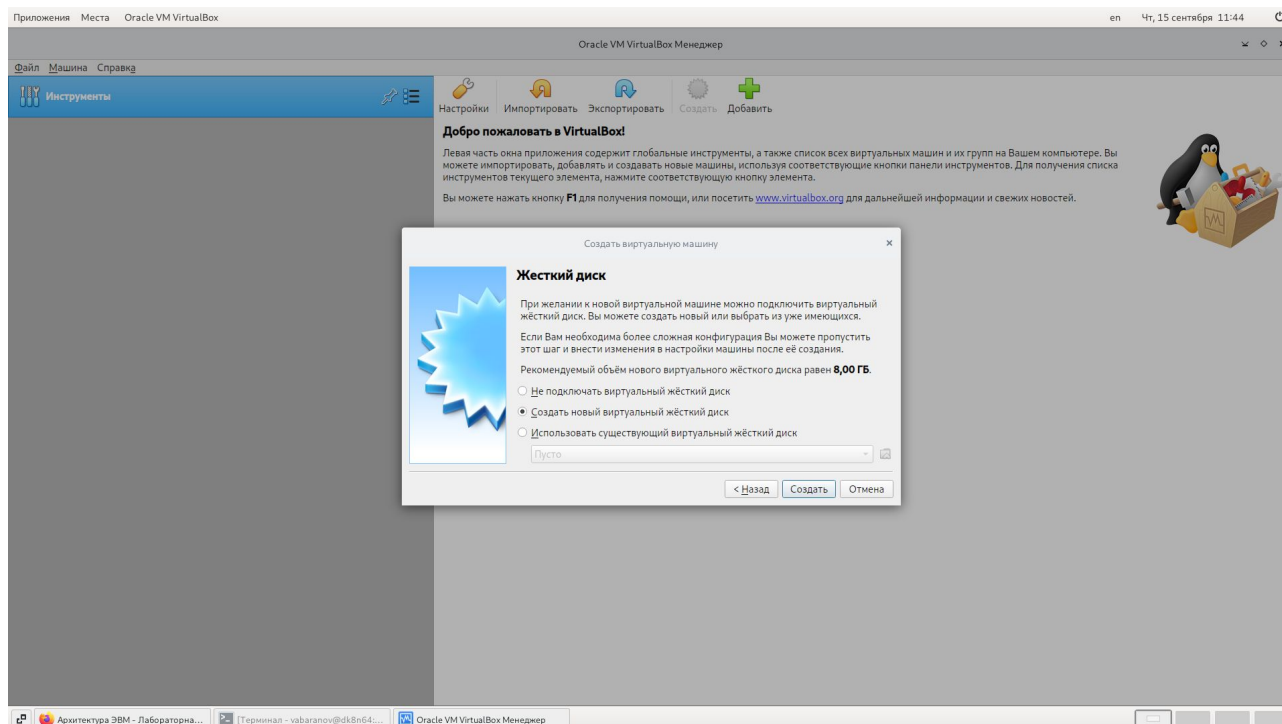 Приложения Места Oracle VM VirtualBox en Чт, 15 сентября 11:44
Oracle VM VirtualBox Менеджер
Файл Машина Справка
Инструменты
Настройки Импортировать Экспортировать Создать Добавить
Добро пожаловать в VirtualBox!
Левая часть окна приложения содержит глобальные инструменты, а также список всех виртуальных машин и их групп на Вашем компьютере. Вы
можете импортировать, добавлять и создавать новые машины, используя соответствующие кнопки панели инструментов. Для получения списка
инструментов текущего элемента, нажмите соответствующую кнопку элемента.
Вы можете нажать кнопку F1 для получения помощи, или посетить www.virtualbox.org для дальнейшей информации и свежих новостей.
Создать виртуальную машину
Жесткий диск
При желании к новой виртуальной машине можно подключить виртуальный
жёсткий диск. Вы можете создать новый или выбрать из уже имеющихся.
Если Вам необходима более сложная конфигурация Вы можете пропустить
этот шаг и внести изменения в настройки машины после её создания.
Рекомендуемый объём нового виртуального жёсткого диска равен 8,00 ГБ.
Не подключать виртуальный жёсткий диск
Создать новый виртуальный жёсткий диск
Использовать существующий виртуальный жёсткий диск
Пусто
< Назад Создать Отмена
Архитектура ЭВМ - Лабораторна... [Терминал - vabaranov@dk8n64:... Oracle VM VirtualBox Менеджер